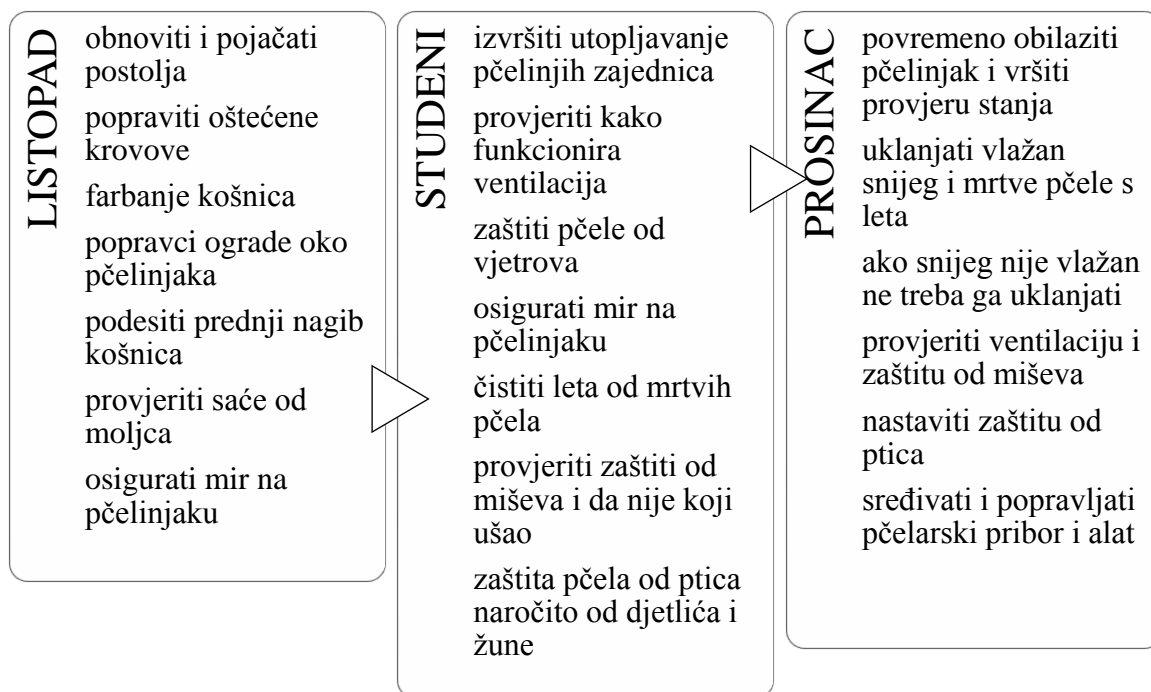 LISTOPAD
obnoviti i pojačati
postolja
popraviti oštećene
krovove
farbanje košnica
popravci ograde oko
pčelinjaka
podesiti prednji nagib
košnica
provjeriti saće od
moljca
osigurati mir na
pčelinjaku
STUDENI
izvršiti utopljavanje
pčelinjih zajednica
provjeriti kako
funkcionira
ventilacija
zaštiti pčele od
vjetrova
osigurati mir na
pčelinjaku
čistiti leta od mrtvih
pčela
provjeriti zaštiti od
miševa i da nije koji
ušao
zaštita pčela od ptica
naročito od djetlića i
žune
PROSINAC
povremeno obilaziti
pčelinjak i vršiti
provjeru stanja
uklanjati vlažan
snijeg i mrtve pčele s
leta
ako snijeg nije vlažan
ne treba ga uklanjati
provjeriti ventilaciju i
zaštitu od miševa
nastaviti zaštitu od
ptica
sređivati i popravljati
pčelarski pribor i alat